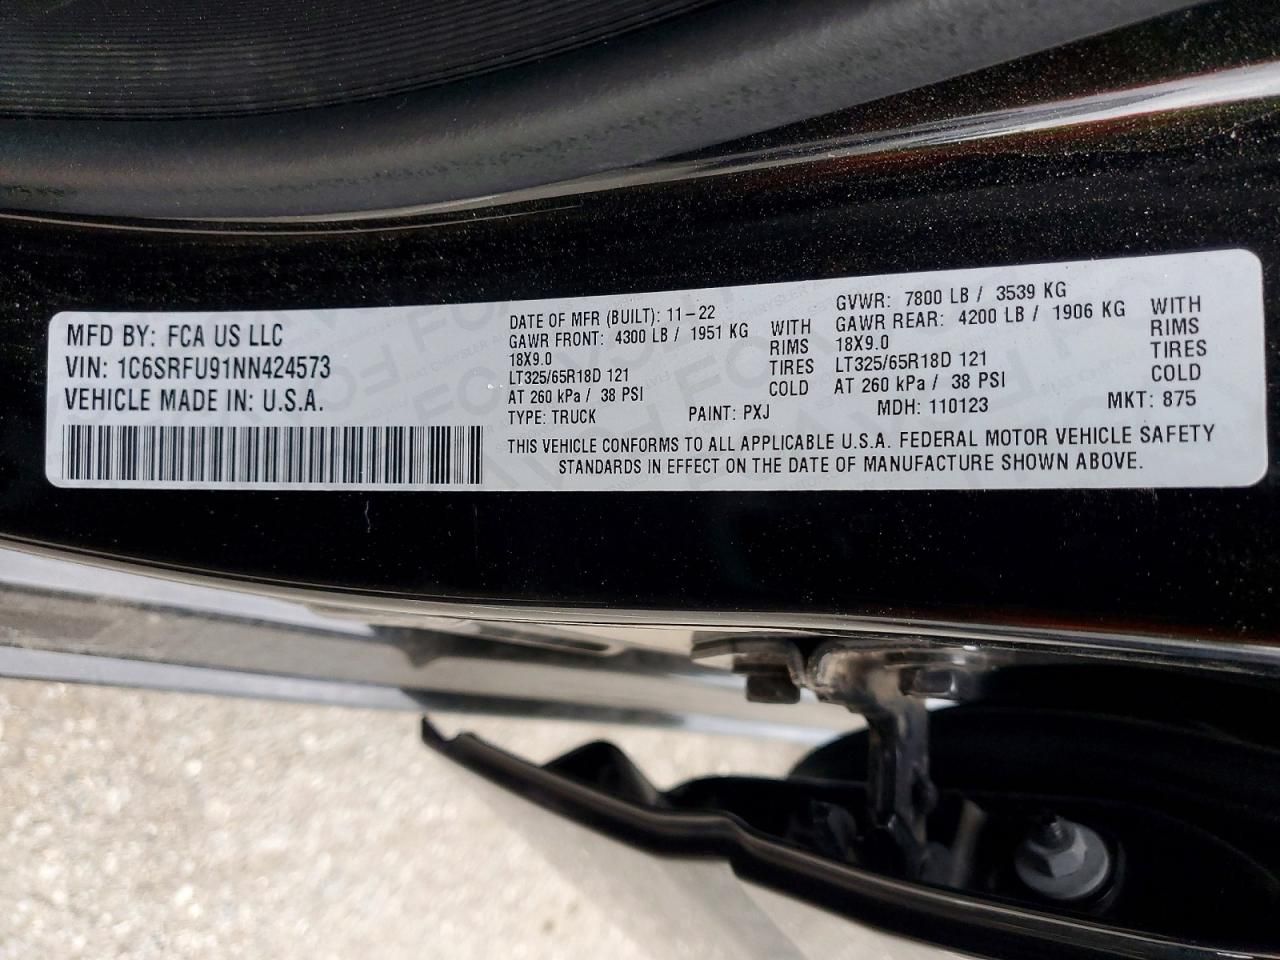 MFD BY: FCA US LLC
VIN: 1C6SRFU91NN424573
VEHICLE MADE IN: U.S.A.
DATE OF MFR (BUILT): 11-22
GAWR FRONT: 4300 LB / 1951 KG WITH
18X9.0 RIMS
LT325/65R18D 121 TIRES
AT 260 kPa / 38 PSI COLD
GVWR: 7800 LB / 3539 KG
GAWR REAR: 4200 LB / 1906 KG WITH
18X9.0 RIMS
LT325/65R18D 121 TIRES
AT 260 kPa / 38 PSI COLD
TYPE: TRUCK PAINT: PXJ MDH: 110123 MKT: 875
THIS VEHICLE CONFORMS TO ALL APPLICABLE U.S.A. FEDERAL MOTOR VEHICLE SAFETY
STANDARDS IN EFFECT ON THE DATE OF MANUFACTURE SHOWN ABOVE.